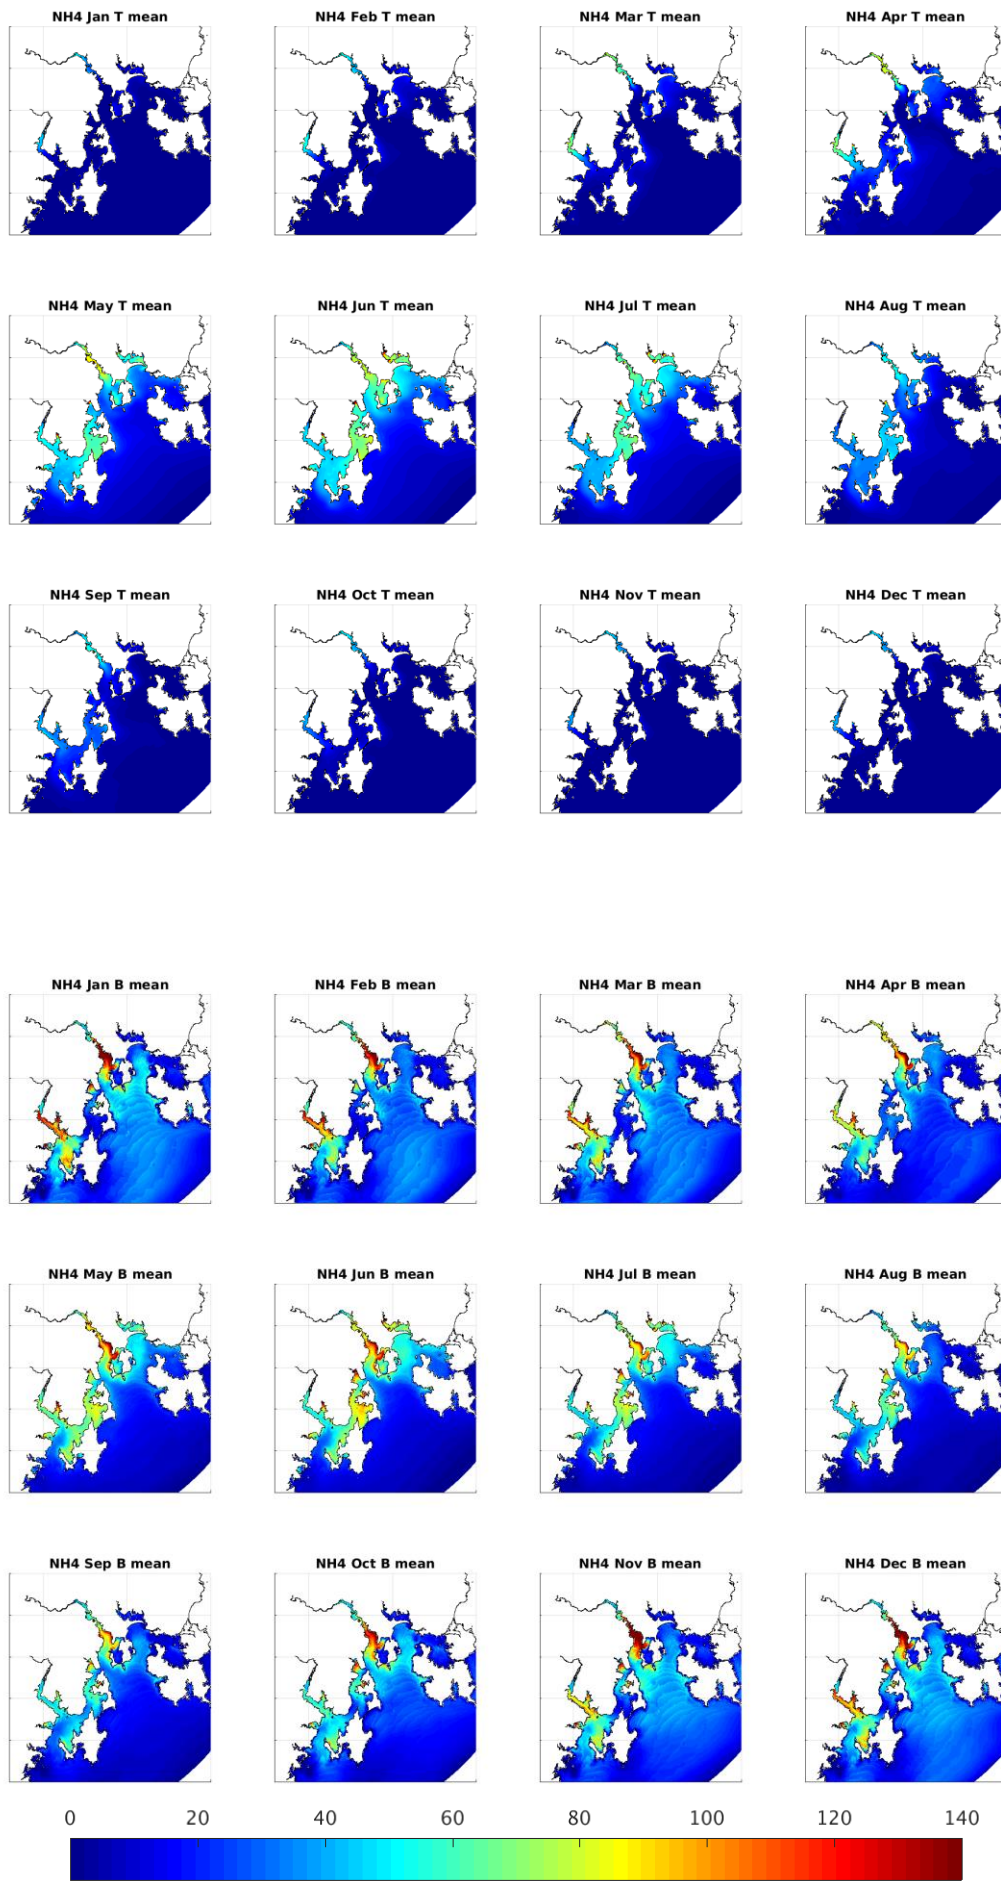 NH4 Jan T mean NH4 Feb T mean NH4 Mar T mean NH4 Apr T mean
NH4 May T mean NH4 Jun T mean NH4 Jul T mean NH4 Aug T mean
NH4 Sep T mean NH4 Oct T mean NH4 Nov T mean NH4 Dec T mean
NH4 Jan B mean NH4 Feb B mean NH4 Mar B mean NH4 Apr B mean
NH4 May B mean NH4 Jun B mean NH4 Jul B mean NH4 Aug B mean
NH4 Sep B mean NH4 Oct B mean NH4 Nov B mean NH4 Dec B mean
0 20 40 60 80 100 120 140